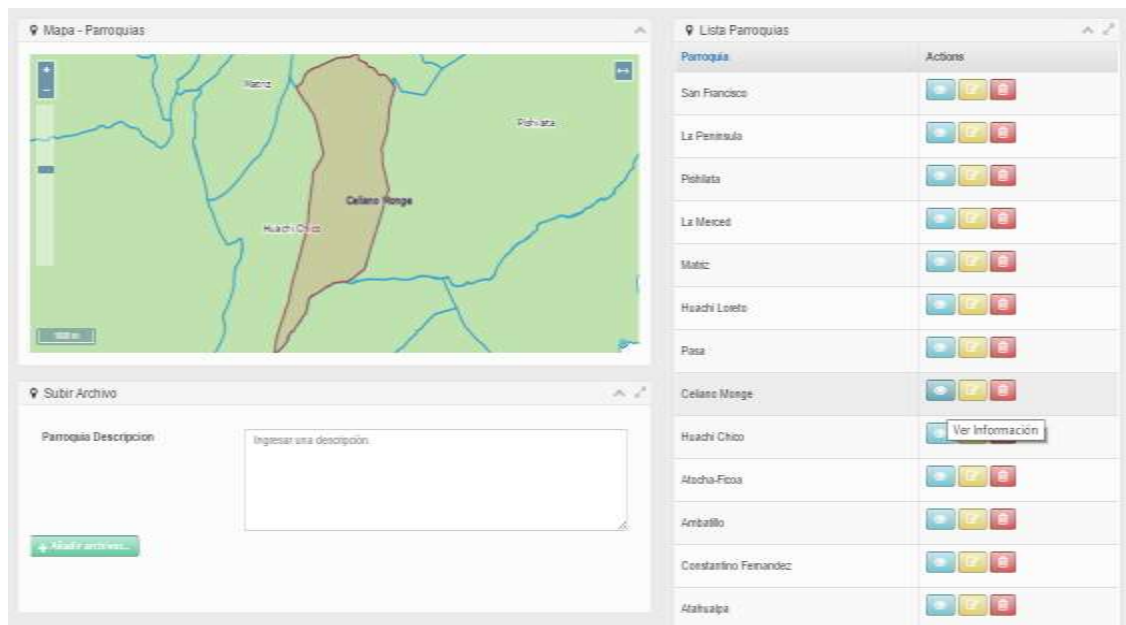 Mapa - Parroquias
Matriz
Pishilata
Celiano Monge
Huachi Chico
Subir Archivo
Parroquia Descripcion
Ingresar una descripción.
Añadir archivos...
Lista Parroquias
Parroquia Actions
San Francisco
La Peninsula
Pishilata
La Merced
Matriz
Huachi Loreto
Pasa
Celiano Monge
Ver Información
Huachi Chico
Atocha-Ficoa
Ambatillo
Constantino Fernandez
Atahualpa